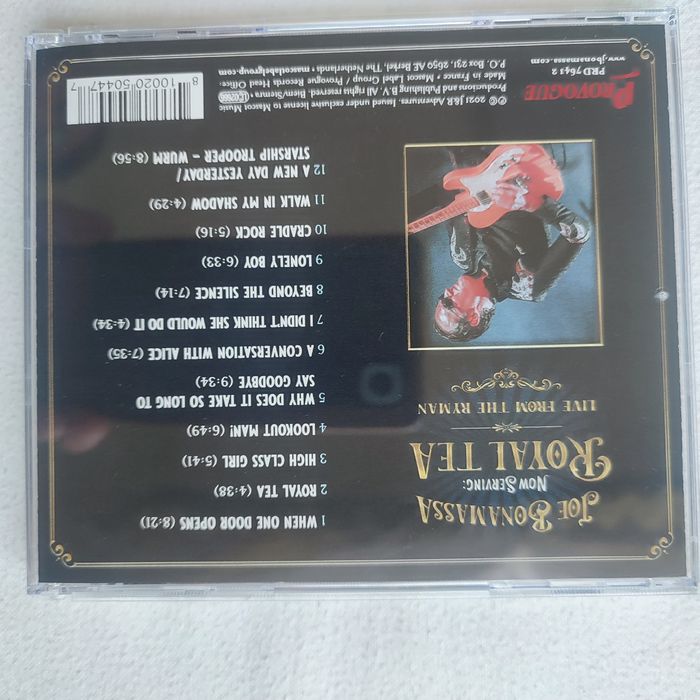 JOE BONAMASSA
NOW SERVING:
ROYAL TEA
LIVE FROM THE RYMAN
1 WHEN ONE DOOR OPENS (8:21)
2 ROYAL TEA (4:38)
3 HIGH CLASS GIRL (5:41)
4 LOOKOUT MAN! (6:49)
5 WHY DOES IT TAKE SO LONG TO
SAY GOODBYE (9:34)
6 A CONVERSATION WITH ALICE (7:35)
7 I DIDN'T THINK SHE WOULD DO IT (4:34)
8 BEYOND THE SILENCE (7:14)
9 LONELY BOY (6:33)
10 CRADLE ROCK (5:16)
11 WALK IN MY SHADOW (4:29)
12 A NEW DAY YESTERDAY/
STARSHIP TROOPER – WURM (8:56)
PROVOGUE
PRD 7642 2
www.jbonamassa.com
℗© 2021 J&R Adventures. Issued under exclusive license to Mascot Music
Productions and Publishing B.V. All rights reserved. Biem/Stemra
Made in France Mascot Label Group / Provogue Records Head Office:
P.O. Box 231, 2650 AE Berkel, The Netherlands mascotlabelgroup.com
8 10020 50447 7